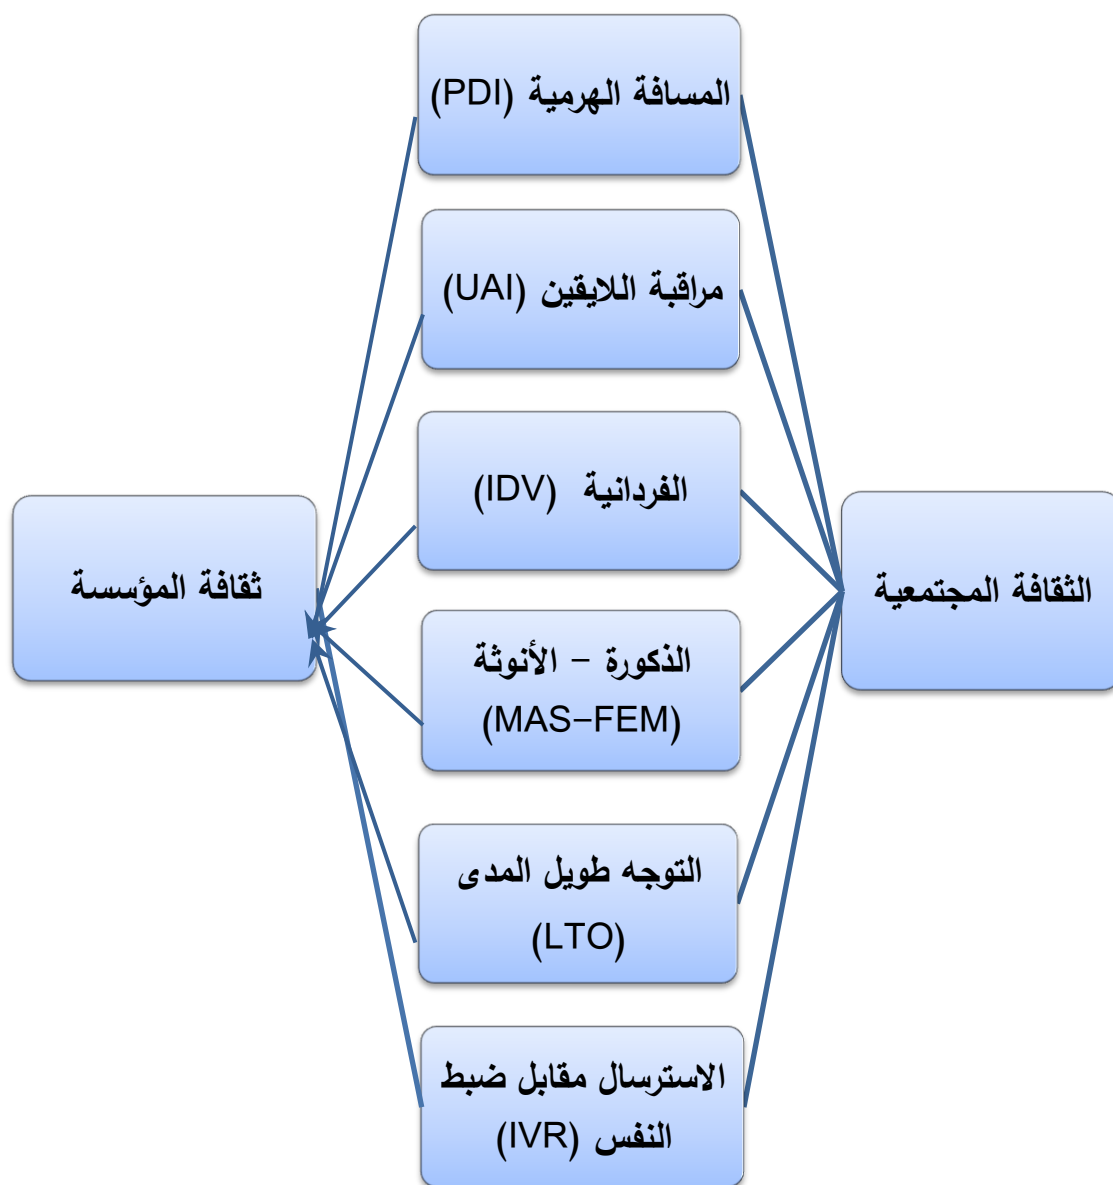 المسافة الهرمية (PDI)
مراقبة اللايقين (UAI)
الفردانية (IDV)
الثقافة المجتمعية
ثقافة المؤسسة
الذكورة – الأنوثة
(MAS–FEM)
التوجه طويل المدى
(LTO)
الاسترسال مقابل ضبط
النفس (IVR)